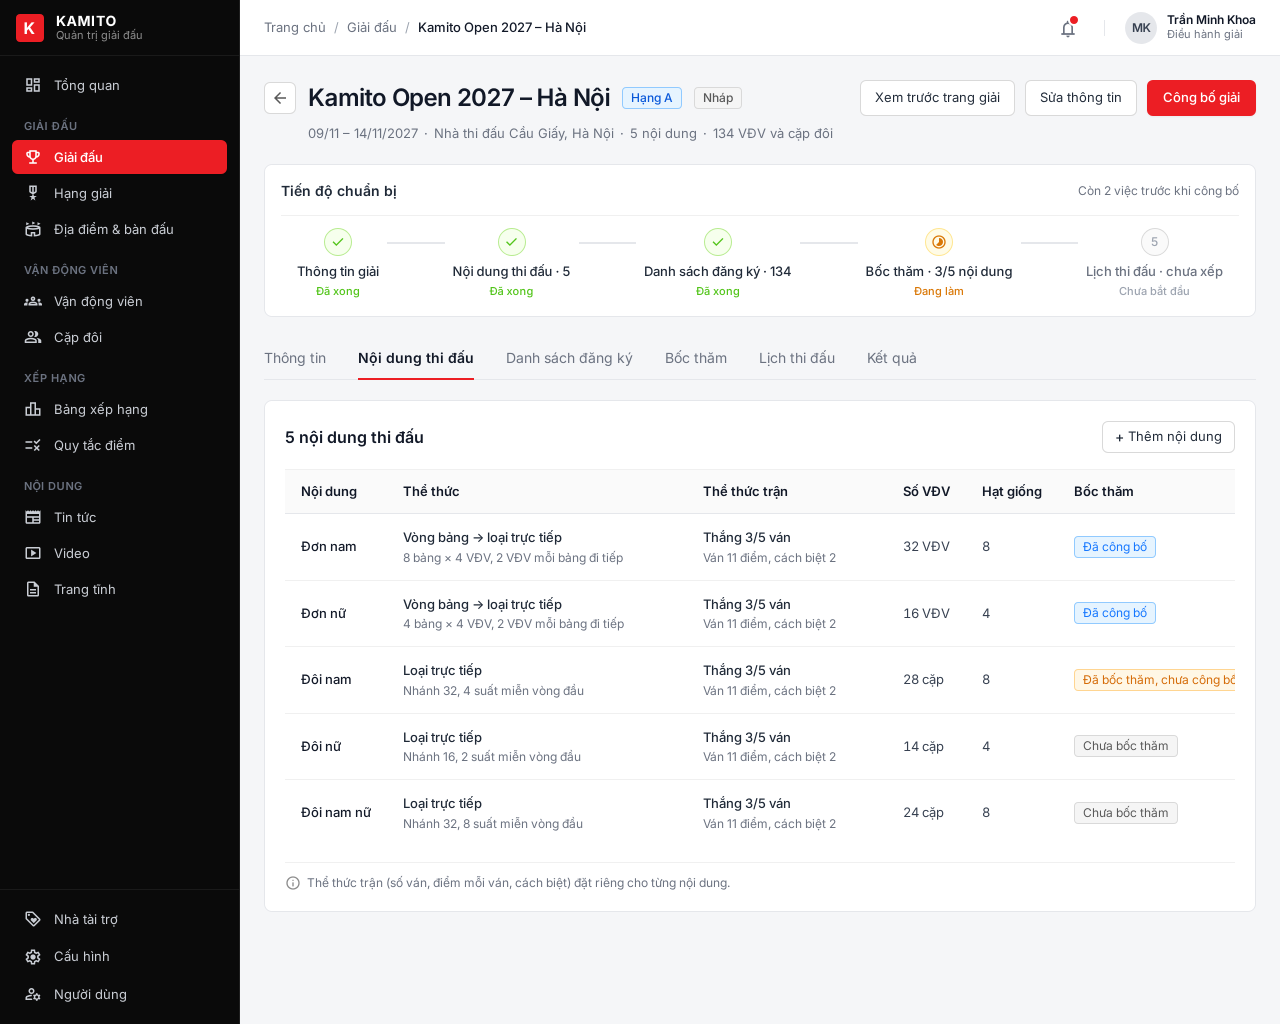 K KAMITO
Quản trị giải đấu
Trang chủ / Giải đấu / Kamito Open 2027 – Hà Nội
MK Trần Minh Khoa
Điều hành giải
Tổng quan
GIẢI ĐẤU
Giải đấu
Hạng giải
Địa điểm & bàn đấu
VẬN ĐỘNG VIÊN
Vận động viên
Cặp đôi
XẾP HẠNG
Bảng xếp hạng
Quy tắc điểm
NỘI DUNG
Tin tức
Video
Trang tĩnh
Nhà tài trợ
Cấu hình
Người dùng
Kamito Open 2027 – Hà Nội Hạng A Nháp
Xem trước trang giải Sửa thông tin Công bố giải
09/11 – 14/11/2027 · Nhà thi đấu Cầu Giấy, Hà Nội · 5 nội dung · 134 VĐV và cặp đôi
Tiến độ chuẩn bị Còn 2 việc trước khi công bố
5
Thông tin giải Nội dung thi đấu · 5 Danh sách đăng ký · 134 Bốc thăm · 3/5 nội dung Lịch thi đấu · chưa xếp
Đã xong Đã xong Đã xong Đang làm Chưa bắt đầu
Thông tin Nội dung thi đấu Danh sách đăng ký Bốc thăm Lịch thi đấu Kết quả
5 nội dung thi đấu + Thêm nội dung
Nội dung Thể thức Thể thức trận Số VĐV Hạt giống Bốc thăm
Đơn nam Vòng bảng → loại trực tiếp Thắng 3/5 ván 32 VĐV 8 Đã công bố
8 bảng × 4 VĐV, 2 VĐV mỗi bảng đi tiếp Ván 11 điểm, cách biệt 2
Đơn nữ Vòng bảng → loại trực tiếp Thắng 3/5 ván 16 VĐV 4 Đã công bố
4 bảng × 4 VĐV, 2 VĐV mỗi bảng đi tiếp Ván 11 điểm, cách biệt 2
Đôi nam Loại trực tiếp Thắng 3/5 ván 28 cặp 8 Đã bốc thăm, chưa công bố
Nhánh 32, 4 suất miễn vòng đầu Ván 11 điểm, cách biệt 2
Đôi nữ Loại trực tiếp Thắng 3/5 ván 14 cặp 4 Chưa bốc thăm
Nhánh 16, 2 suất miễn vòng đầu Ván 11 điểm, cách biệt 2
Đôi nam nữ Loại trực tiếp Thắng 3/5 ván 24 cặp 8 Chưa bốc thăm
Nhánh 32, 8 suất miễn vòng đầu Ván 11 điểm, cách biệt 2
Thể thức trận (số ván, điểm mỗi ván, cách biệt) đặt riêng cho từng nội dung.